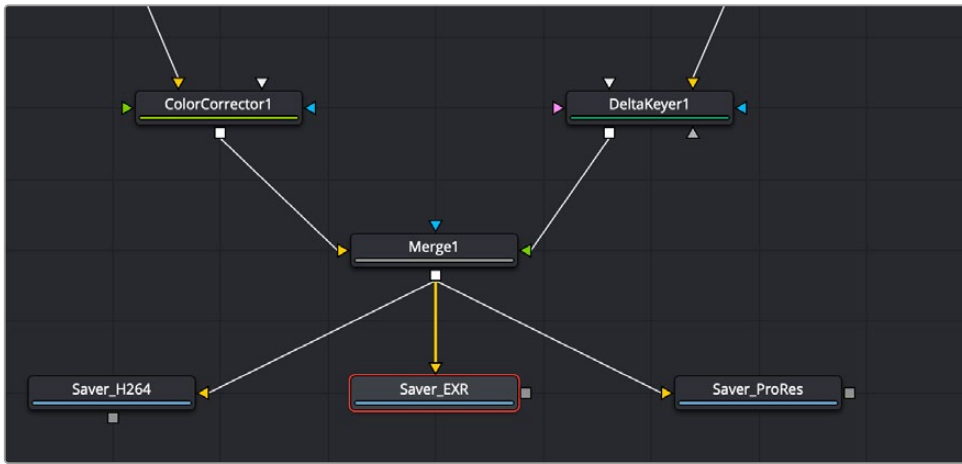 ColorCorrector1
DeltaKeyer1
Merge1
Saver_H264
Saver_EXR
Saver_ProRes